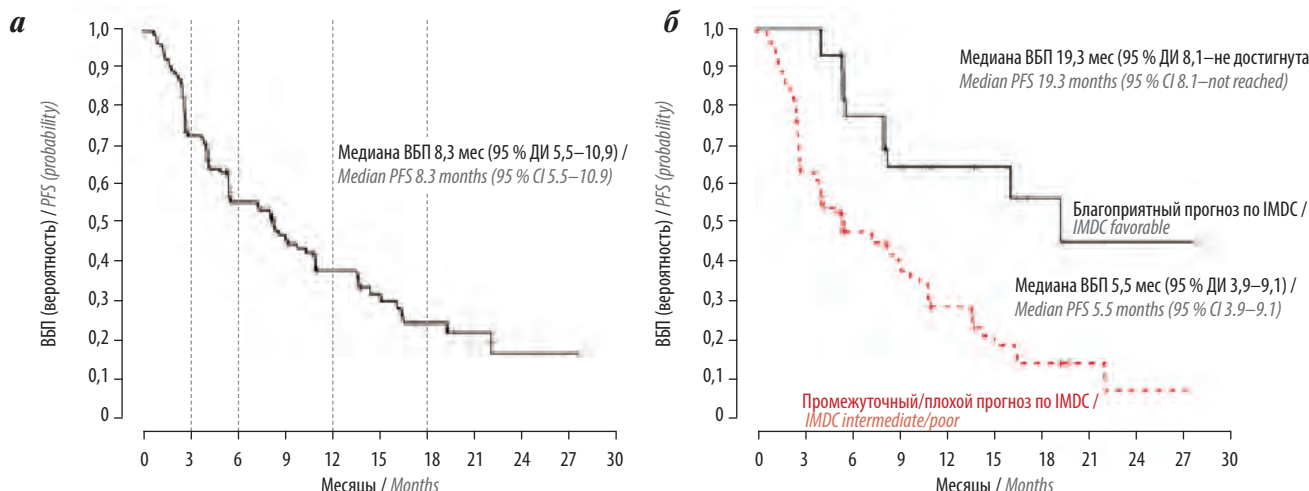 а
ВБП (вероятность) / PFS (probability)
1,0
0,9
0,8
0,7
0,6
0,5
0,4
0,3
0,2
0,1
0
Медиана ВБП 8,3 мес (95 % ДИ 5,5–10,9) /
Median PFS 8.3 months (95 % CI 5.5–10.9)
0 3 6 9 12 15 18 21 24 27 30
Месяцы / Months
б
ВБП (вероятность) / PFS (probability)
1,0
0,9
0,8
0,7
0,6
0,5
0,4
0,3
0,2
0,1
0
Медиана ВБП 19,3 мес (95 % ДИ 8,1–не достигнута
Median PFS 19.3 months (95 % CI 8.1–not reached)
Благоприятный прогноз по IMDC /
IMDC favorable
Медиана ВБП 5,5 мес (95 % ДИ 3,9–9,1) /
Median PFS 5.5 months (95 % CI 3.9–9.1)
Промежуточный/плохой прогноз по IMDC /
IMDC intermediate/poor
0 3 6 9 12 15 18 21 24 27 30
Месяцы / Months